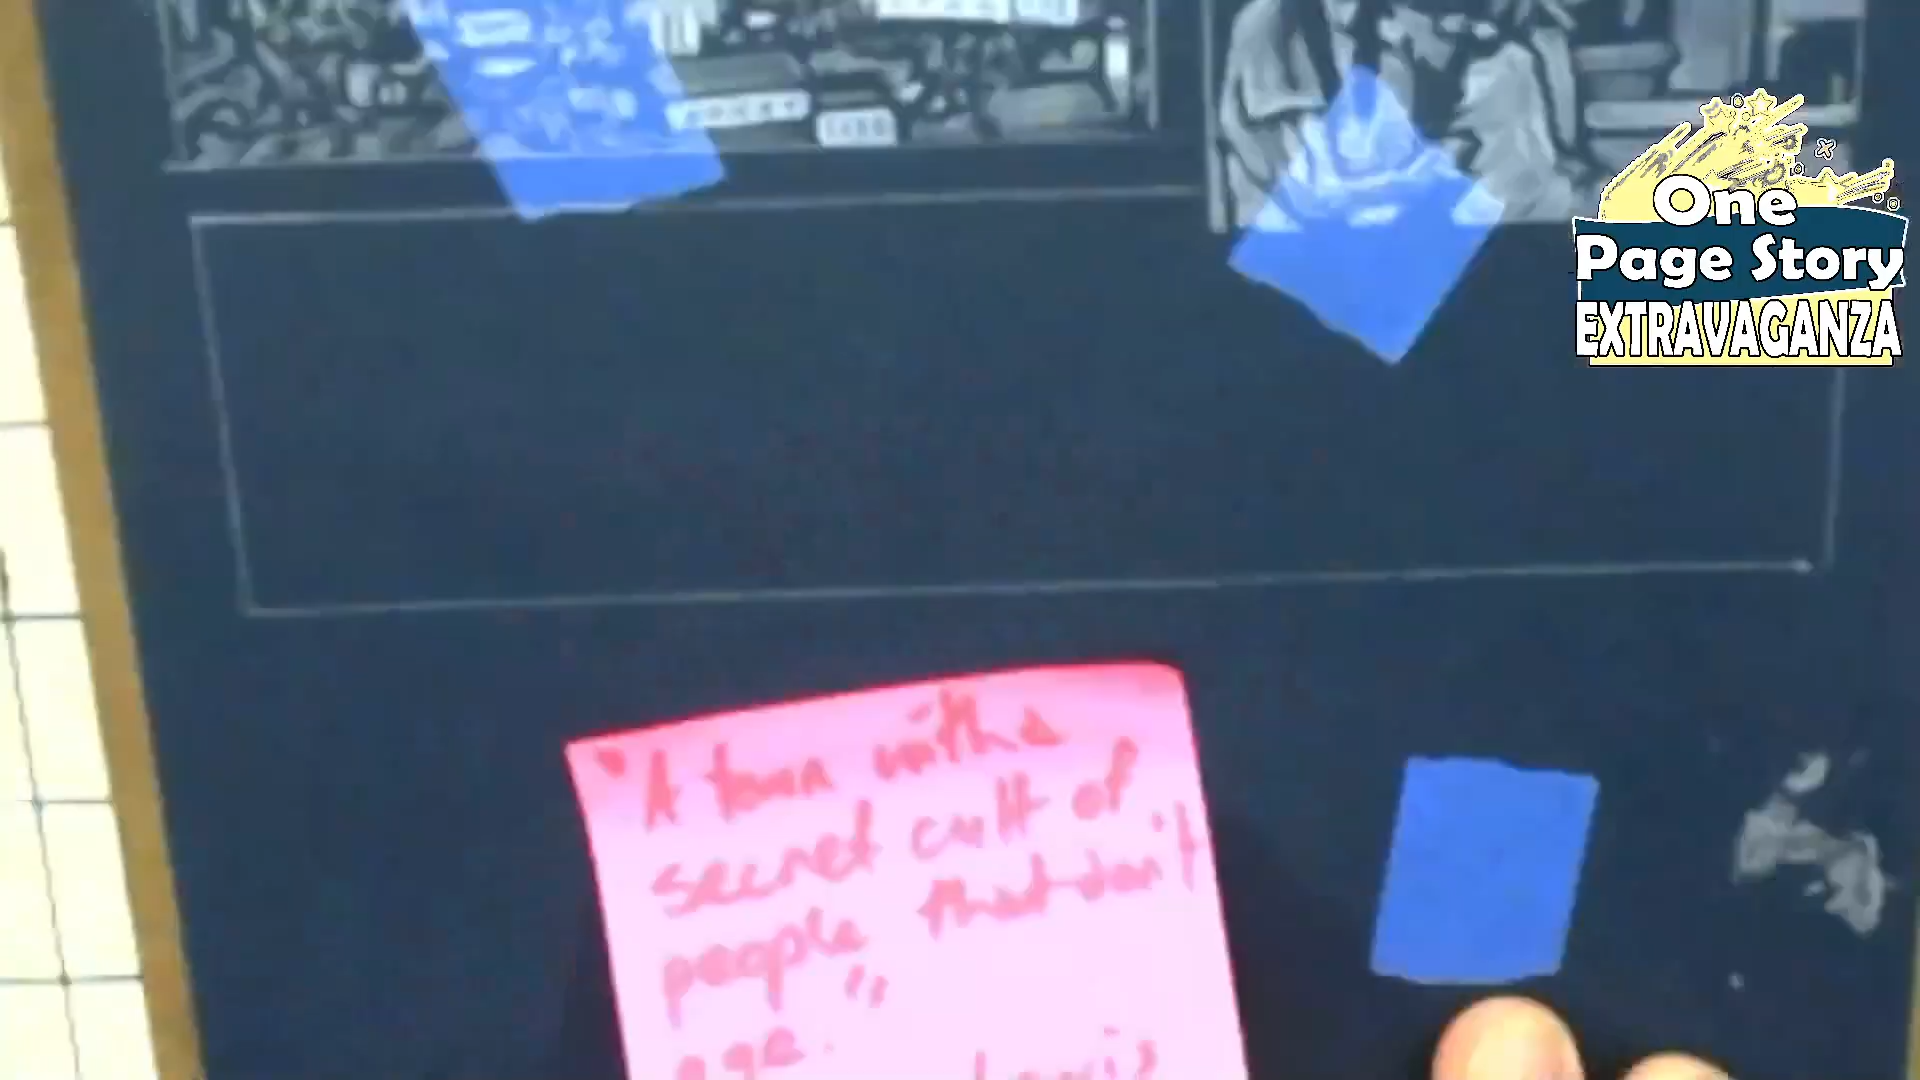 One
Page Story
EXTRAVAGANZA
"A town with a
secret cult of
people that don't
age."